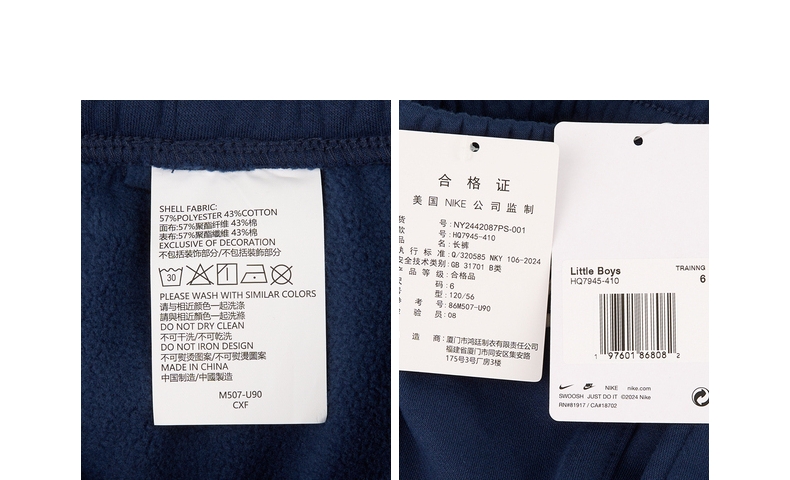 SHELL FABRIC:
57%POLYESTER 43%COTTON
面布:57%聚酯纤维 43%棉
表布:57%聚酯纖維 43%棉
EXCLUSIVE OF DECORATION
不包括装饰部分/不包括裝飾部分
30
PLEASE WASH WITH SIMILAR COLORS
请与相近颜色一起洗涤
請與相近顏色一起洗滌
DO NOT DRY CLEAN
不可干洗/不可乾洗
DO NOT IRON DESIGN
不可熨烫图案/不可熨燙圖案
MADE IN CHINA
中国制造/中國製造
M507-U90
CXF
合格证
美国 NIKE 公司监制
货号: NY2442087PS-001
号: HQ7945-410
品名: 长裤
执行标准: Q/320585 NKY 106-2024
安全技术类别: GB 31701 B类
产品等级: 合格品
码: 6
型: 120/56
考号: 86M507-U90
验员: 08
造商: 厦门市鸿廷制衣有限责任公司
福建省厦门市同安区集安路
175号3号厂房3楼
Little Boys
HQ7945-410
TRAINNG
6
1 97601 86808 2
NIKE nike.com
SWOOSH JUST DO IT ©2024 Nike
RN#81917 / CA#18702